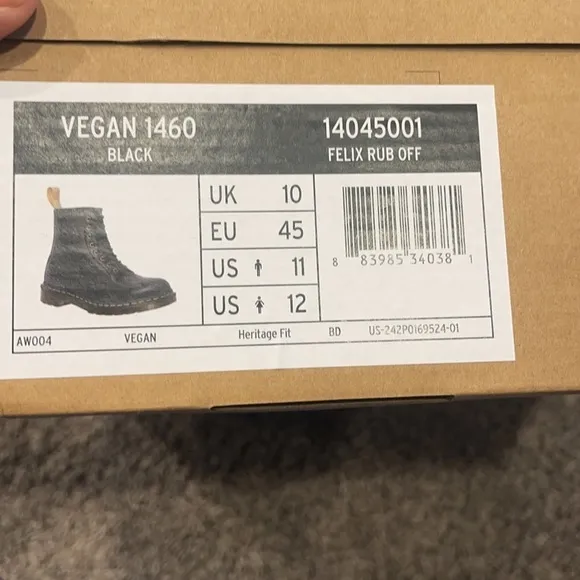 VEGAN 1460
BLACK
14045001
FELIX RUB OFF
UK 10
EU 45
US 11
US 12
8 83985 34038 1
AW004 VEGAN Heritage Fit BD US-242P0169524-01